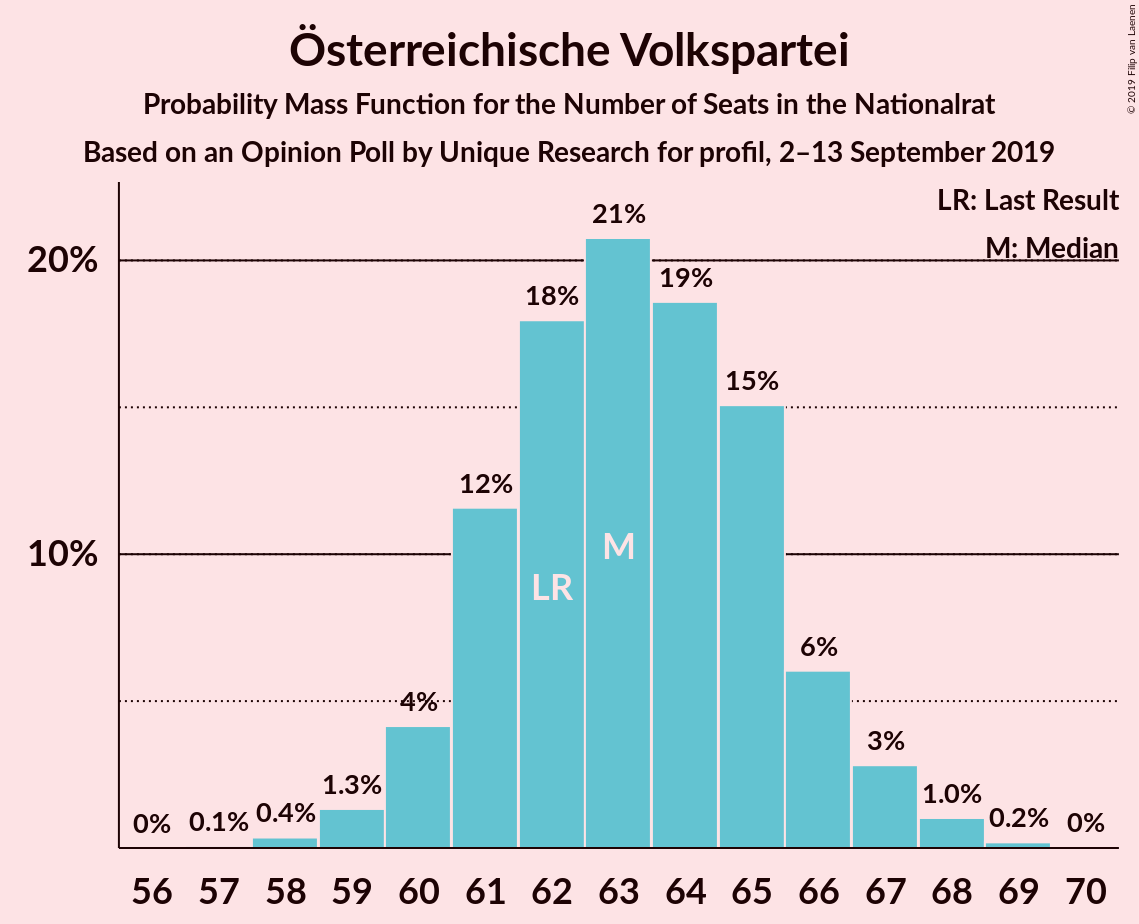 Österreichische Volkspartei
Probability Mass Function for the Number of Seats in the Nationalrat
Based on an Opinion Poll by Unique Research for profil, 2–13 September 2019
© 2019 Filip van Laenen
LR: Last Result
M: Median
20%
10%
0%
0.1%
0.4%
1.3%
4%
12%
18%
21%
19%
15%
6%
3%
1.0%
0.2%
0%
LR
M
56 57 58 59 60 61 62 63 64 65 66 67 68 69 70